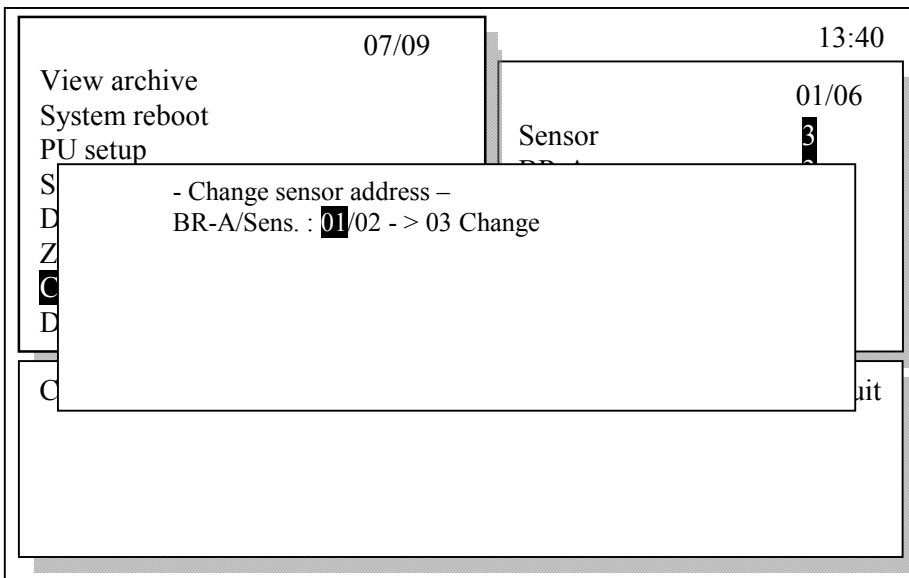 07/09
13:40
View archive
System reboot
PU setup
01/06
Sensor 3
S
- Change sensor address –
BR-A/Sens. : 01/02 - > 03 Change
D
Z
C
D
C
uit